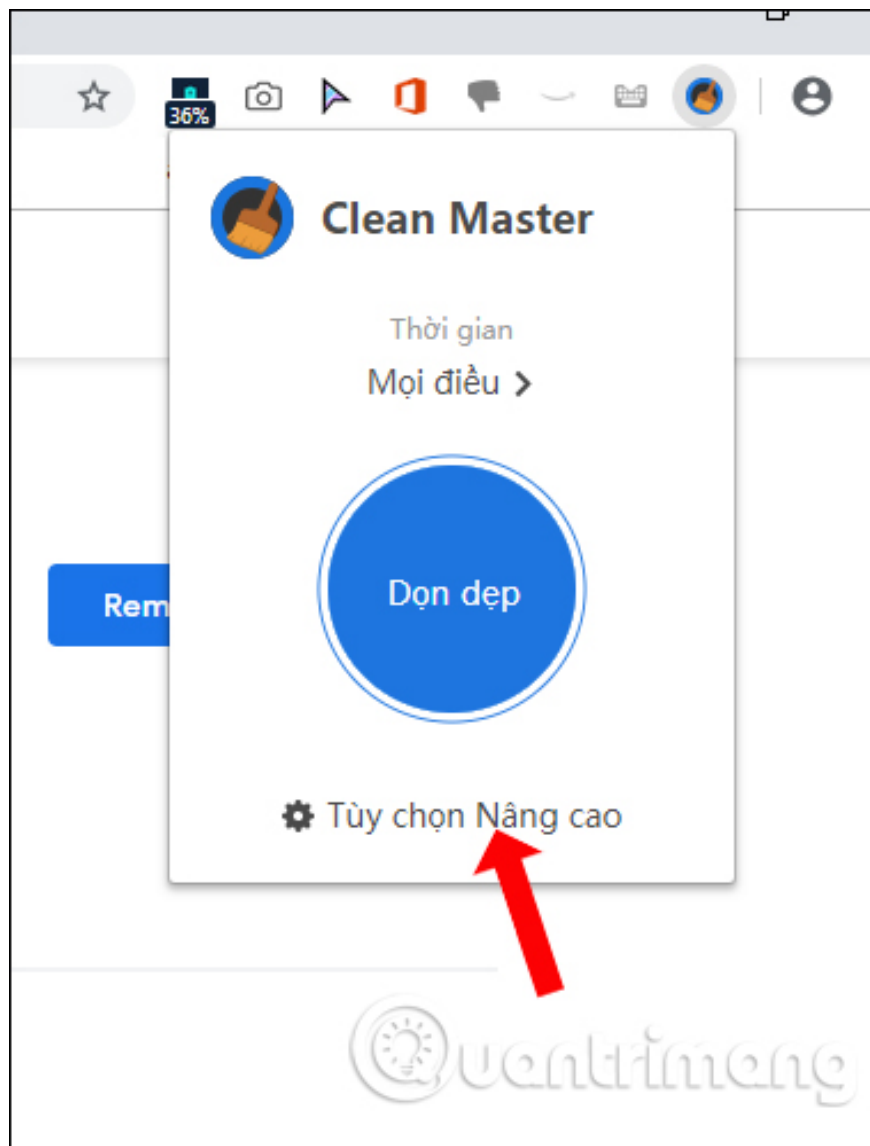 36%
Clean Master
Thời gian
Mọi điều
Rem
Dọn dẹp
Tùy chọn Nâng cao
Quantrimang